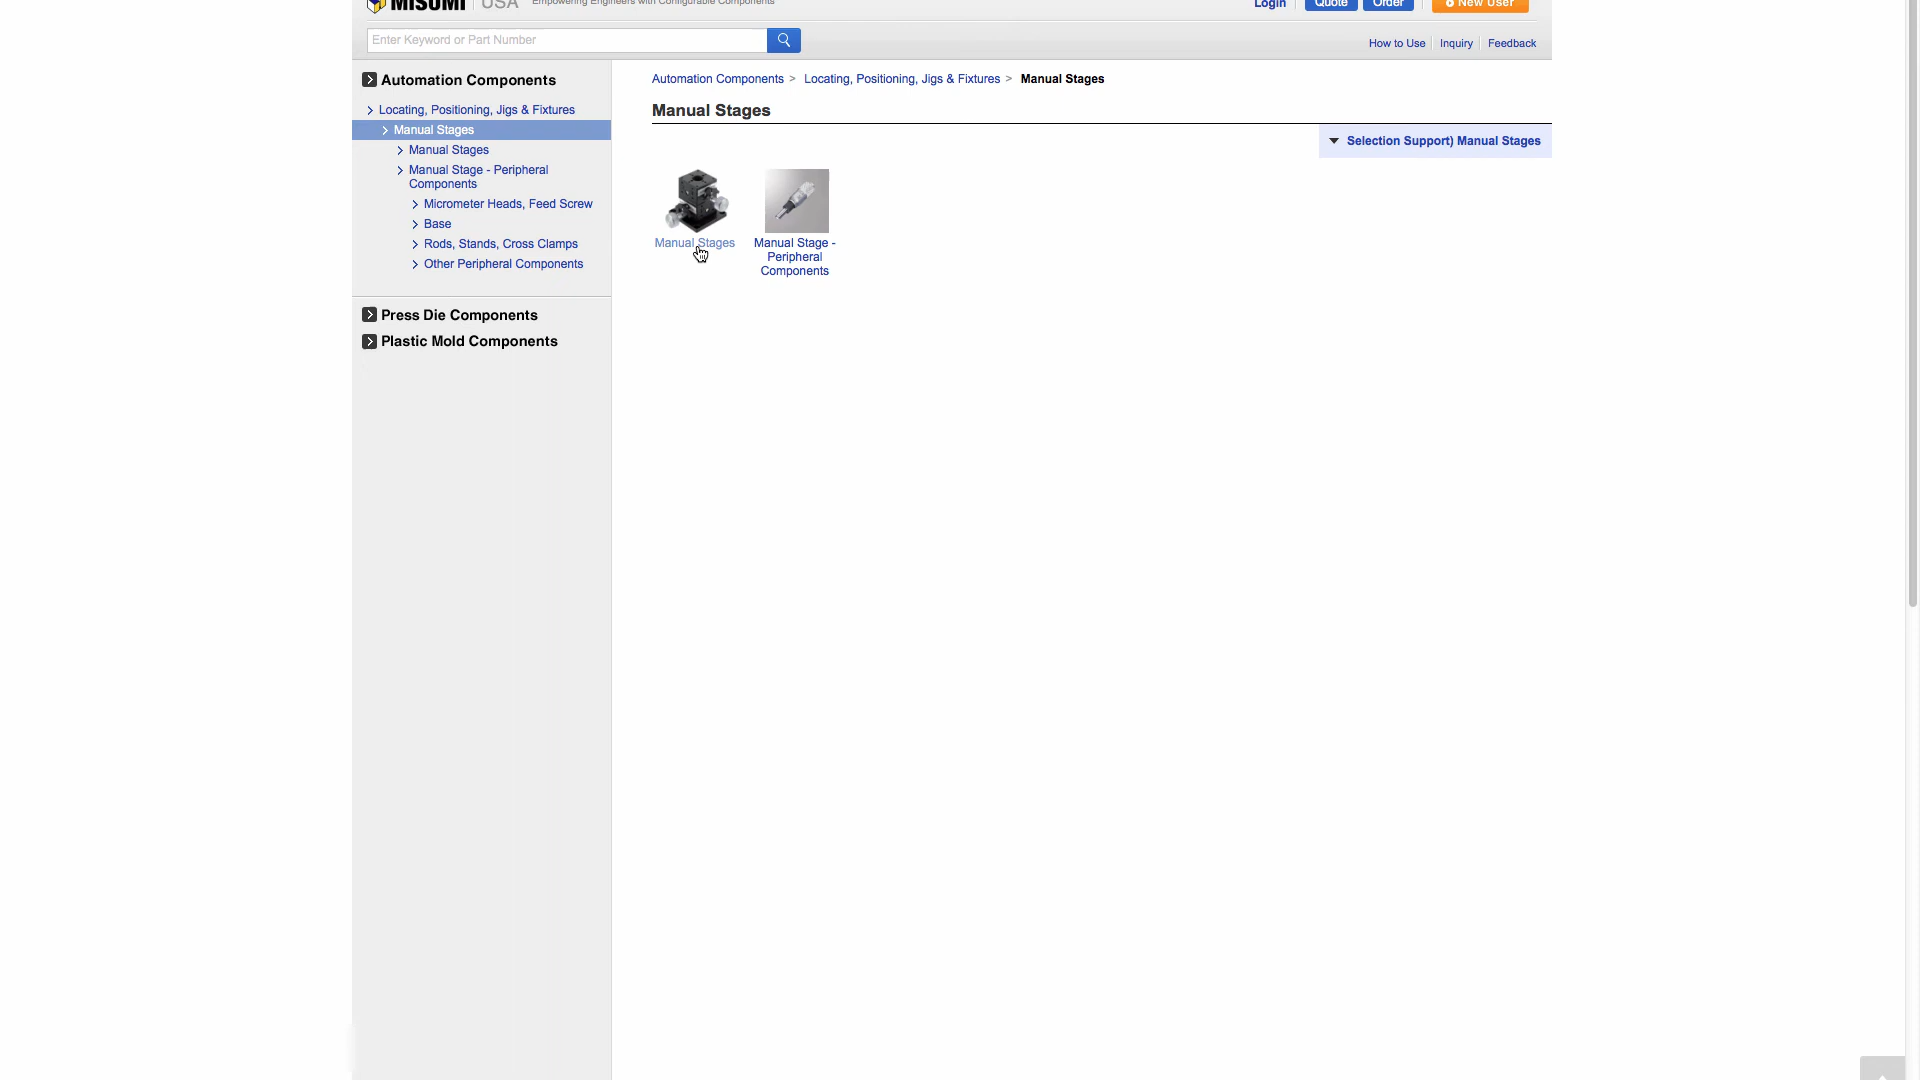 MISUMI USA Empowering Engineers with Configurable Components
Login Quote Order New User
Enter Keyword or Part Number
How to Use Inquiry Feedback
Automation Components
Locating, Positioning, Jigs & Fixtures
Manual Stages
Manual Stages
Manual Stage - Peripheral
Components
Micrometer Heads, Feed Screw
Base
Rods, Stands, Cross Clamps
Other Peripheral Components
Press Die Components
Plastic Mold Components
Automation Components > Locating, Positioning, Jigs & Fixtures > Manual Stages
Manual Stages
Selection Support) Manual Stages
Manual Stages
Manual Stage -
Peripheral
Components